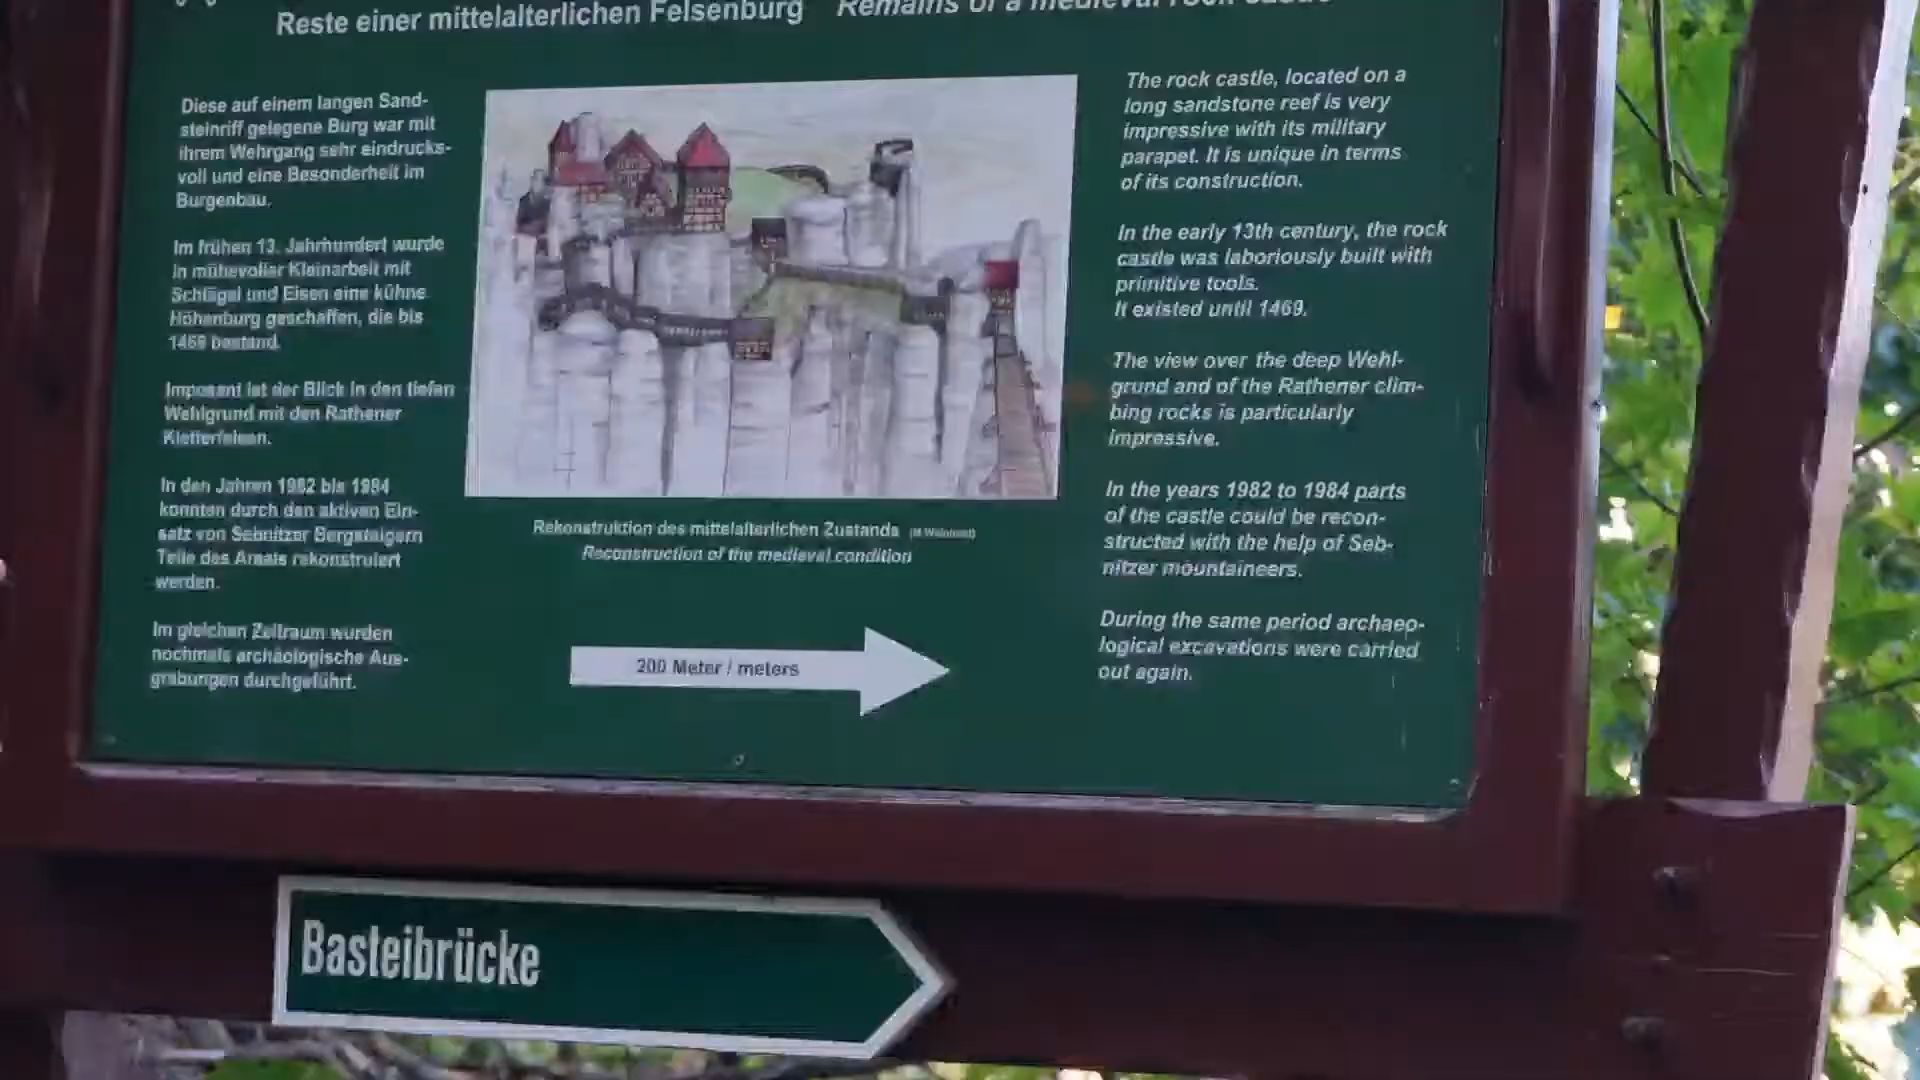 Reste einer mittelalterlichen Felsenburg
Remains of a medieval rock castle
Diese auf einem langen Sand-
steinriff gelegene Burg war mit
ihrem Wehrgang sehr eindrucks-
voll und eine Besonderheit im
Burgenbau.
Im frühen 13. Jahrhundert wurde
in mühevoller Kleinarbeit mit
Schlägel und Eisen eine kühne
Höhenburg geschaffen, die bis
1469 bestand.
Imposant ist der Blick in den tiefen
Wehlgrund mit den Rathener
Kletterfelsen.
In den Jahren 1982 bis 1984
konnten durch den aktiven Ein-
satz von Sebnitzer Bergsteigern
Teile des Areals rekonstruiert
werden.
Im gleichen Zeitraum wurden
nochmals archäologische Aus-
grabungen durchgeführt.
Rekonstruktion des mittelalterlichen Zustands
Reconstruction of the medieval condition
200 Meter / meters
The rock castle, located on a
long sandstone reef is very
impressive with its military
parapet. It is unique in terms
of its construction.
In the early 13th century, the rock
castle was laboriously built with
primitive tools.
It existed until 1469.
The view over the deep Wehl-
grund and of the Rathener clim-
bing rocks is particularly
impressive.
In the years 1982 to 1984 parts
of the castle could be recon-
structed with the help of Seb-
nitzer mountaineers.
During the same period archaeo-
logical excavations were carried
out again.
Basteibrücke